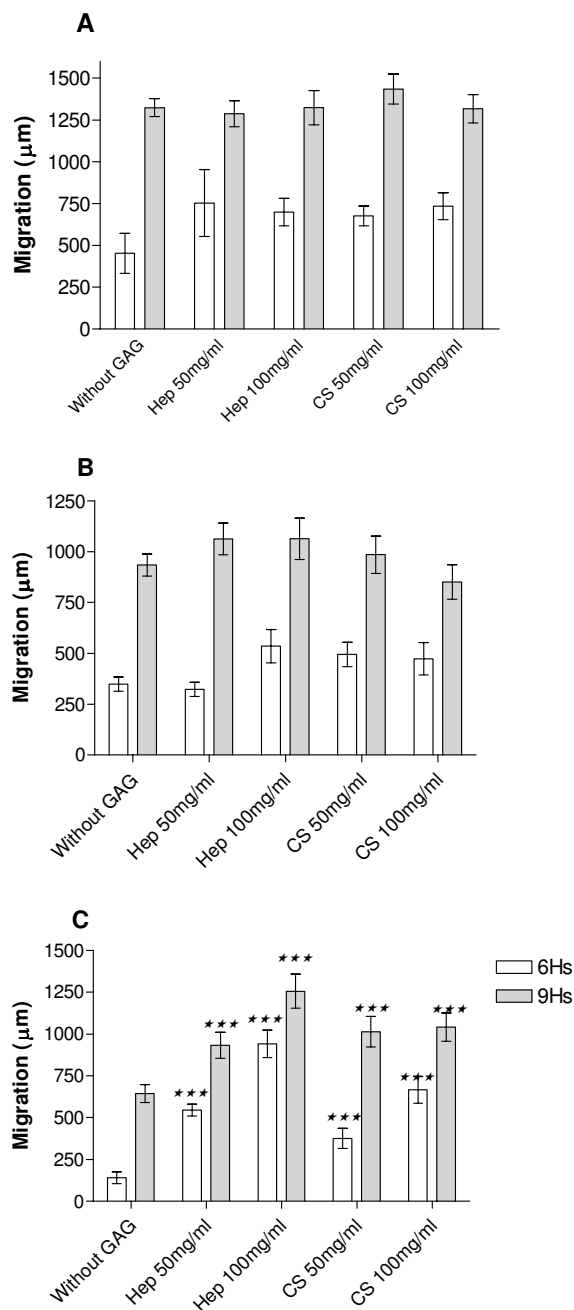 A
1500
1250
1000
750
500
250
0
Migration (μm)
Without GAG
Hep 50mg/ml
Hep 100mg/ml
CS 50mg/ml
CS 100mg/ml
B
1250
1000
750
500
250
0
Migration (μm)
Without GAG
Hep 50mg/ml
Hep 100mg/ml
CS 50mg/ml
CS 100mg/ml
C
1500
1250
1000
750
500
250
0
Migration (μm)
*** *** *** *** *** *** *** ***
Without GAG
Hep 50mg/ml
Hep 100mg/ml
CS 50mg/ml
CS 100mg/ml
6Hs
9Hs